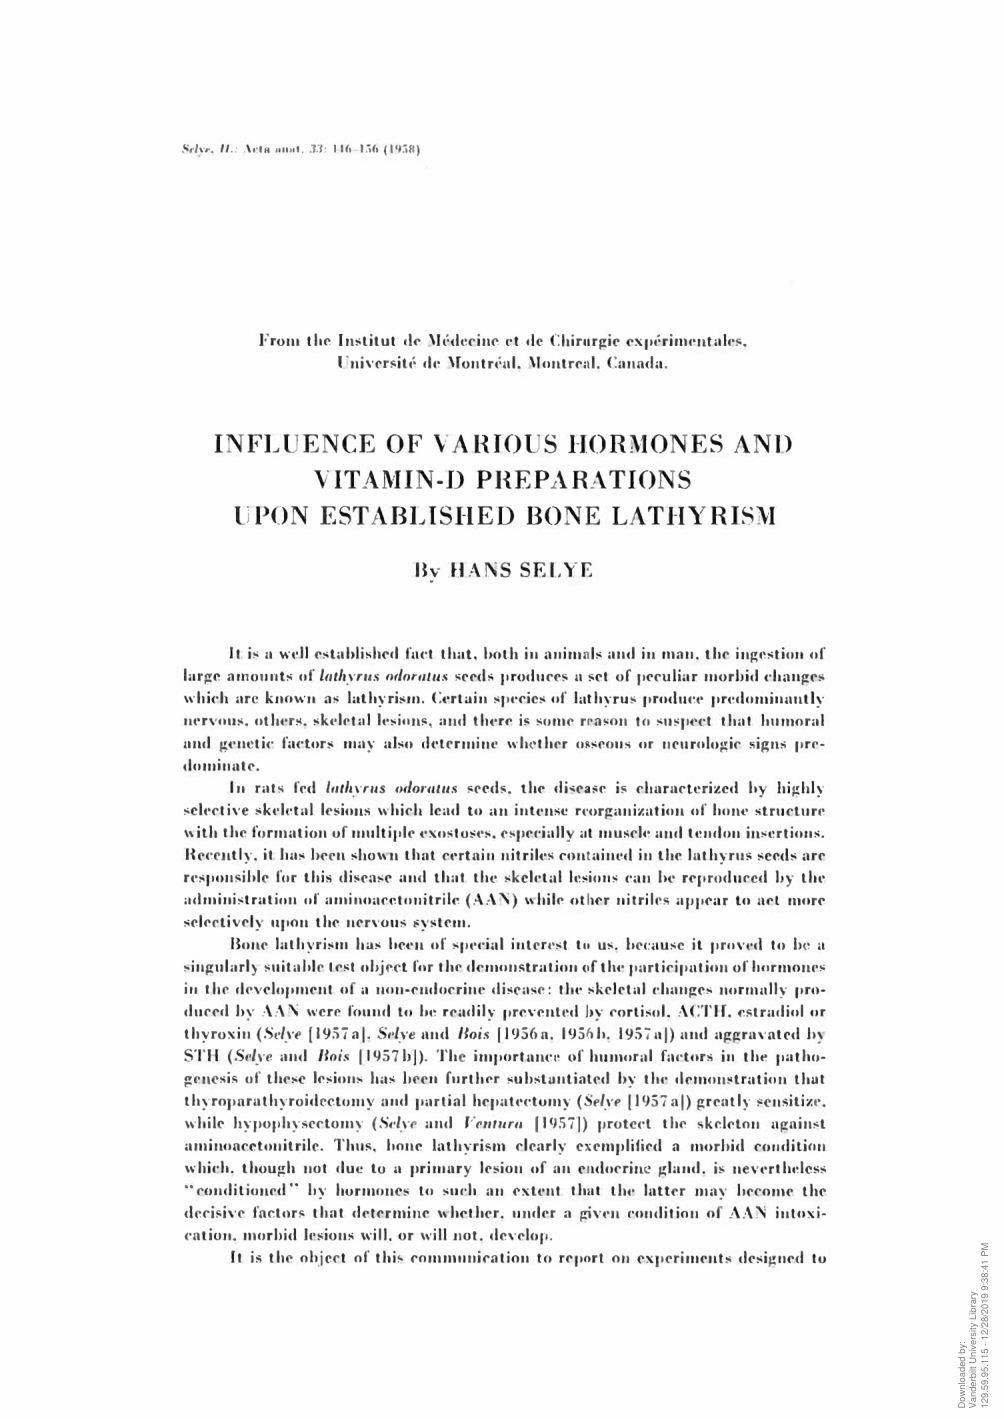 Selye, H.: Acta anat. 33: 146–156 (1958)
From the Institut de Médecine et de Chirurgie expérimentales,
Université de Montréal, Montreal, Canada.
INFLUENCE OF VARIOUS HORMONES AND
VITAMIN-D PREPARATIONS
UPON ESTABLISHED BONE LATHYRISM
By HANS SELYE
It is a well established fact that, both in animals and in man, the ingestion of
large amounts of lathyrus odoratus seeds produces a set of peculiar morbid changes
which are known as lathyrism. Certain species of lathyrus produce predominantly
nervous, others, skeletal lesions, and there is some reason to suspect that humoral
and genetic factors may also determine whether osseous or neurologic signs pre-
dominate.
In rats fed lathyrus odoratus seeds, the disease is characterized by highly
selective skeletal lesions which lead to an intense reorganization of bone structure
with the formation of multiple exostoses, especially at muscle and tendon insertions.
Recently, it has been shown that certain nitriles contained in the lathyrus seeds are
responsible for this disease and that the skeletal lesions can be reproduced by the
administration of aminoacetonitrile (AAN) while other nitriles appear to act more
selectively upon the nervous system.
Bone lathyrism has been of special interest to us, because it proved to be a
singularly suitable test object for the demonstration of the participation of hormones
in the development of a non-endocrine disease: the skeletal changes normally pro-
duced by AAN were found to be readily prevented by cortisol, ACTH, estradiol or
thyroxin (Selye [1957a], Selye and Bois [1956a, 1956b, 1957a]) and aggravated by
STH (Selye and Bois [1957b]). The importance of humoral factors in the patho-
genesis of these lesions has been further substantiated by the demonstration that
thyroparathyroidectomy and partial hepatectomy (Selye [1957a]) greatly sensitize,
while hypophysectomy (Selye and Ventura [1957]) protect the skeleton against
aminoacetonitrile. Thus, bone lathyrism clearly exemplified a morbid condition
which, though not due to a primary lesion of an endocrine gland, is nevertheless
"conditioned" by hormones to such an extent that the latter may become the
decisive factors that determine whether, under a given condition of AAN intoxi-
cation, morbid lesions will, or will not, develop.
It is the object of this communication to report on experiments designed to
Downloaded by:
Vanderbilt University Library
129.59.95.115 - 12/28/2019 9:38:41 PM